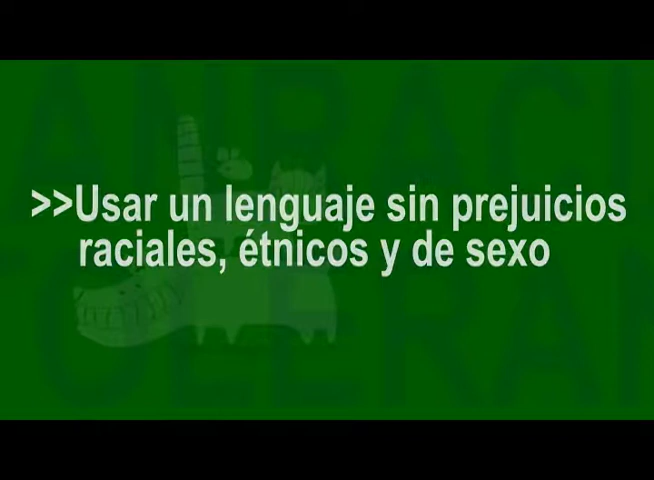 >>Usar un lenguaje sin prejuicios
raciales, étnicos y de sexo